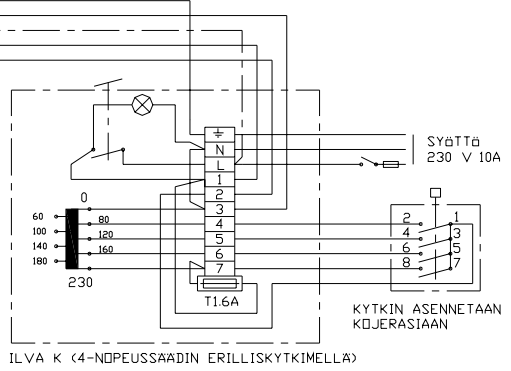 N
L
1
2
3
4
5
6
7
T1.6A
SYÖTTÖ
230 V 10A
0
60
80
100
120
140
160
180
230
2 1
4 3
6 5
8 7
KYTKIN ASENNETAAN
KOJERASIAAN
ILVA K (4-NOPEUSSÄÄDIN ERILLISKYTKIMELLÄ)